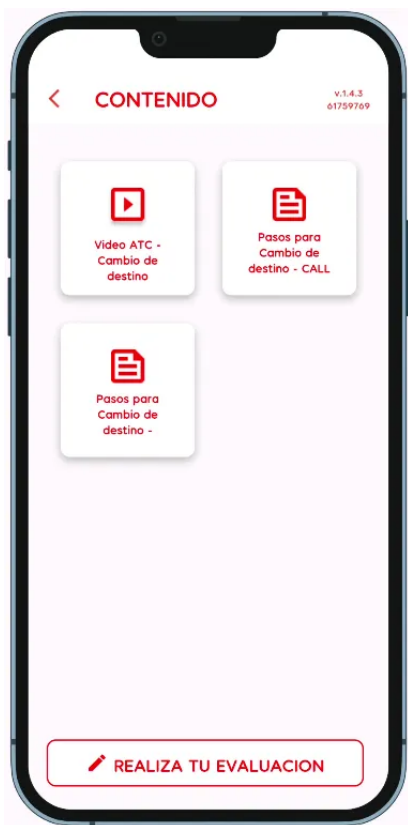 CONTENIDO
v.1.4.3
61759769
Video ATC -
Cambio de
destino
Pasos para
Cambio de
destino - CALL
Pasos para
Cambio de
destino -
REALIZA TU EVALUACION